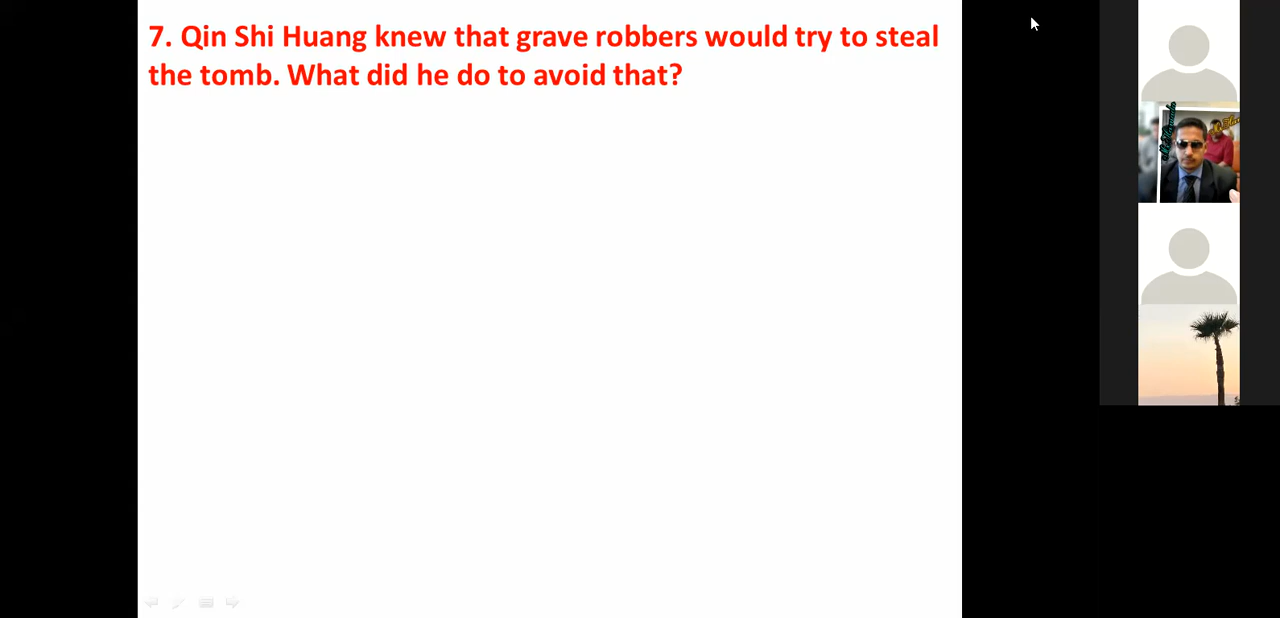 7. Qin Shi Huang knew that grave robbers would try to steal
the tomb. What did he do to avoid that?